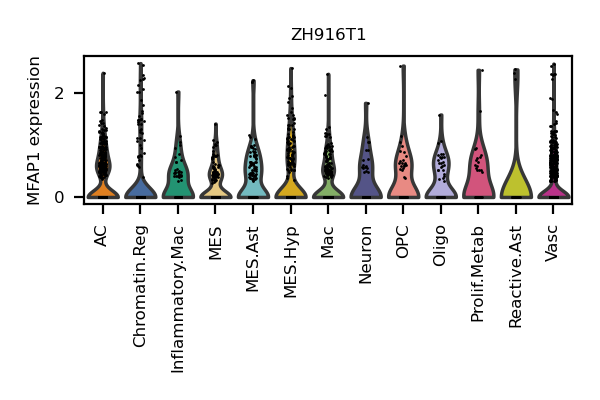 ZH916T1
MFAP1 expression
2
0
AC
Chromatin.Reg
Inflammatory.Mac
MES
MES.Ast
MES.Hyp
Mac
Neuron
OPC
Oligo
Prolif.Metab
Reactive.Ast
Vasc